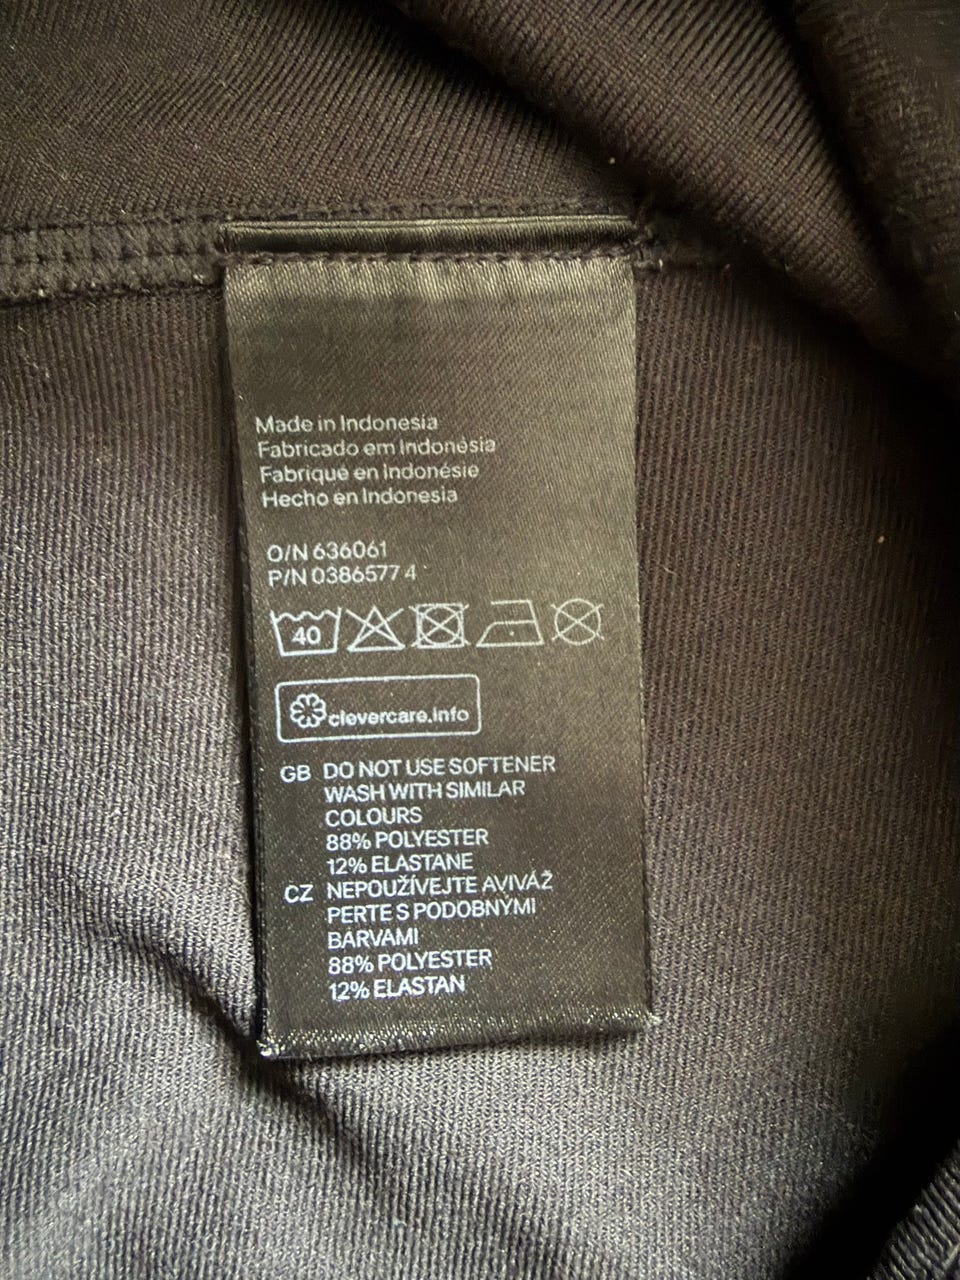 Made in Indonesia
Fabricado em Indonésia
Fabriqué en Indonésie
Hecho en Indonesia
O/N 636061
P/N 0386577 4
40
clevercare.info
GB DO NOT USE SOFTENER
WASH WITH SIMILAR
COLOURS
88% POLYESTER
12% ELASTANE
CZ NEPOUŽÍVEJTE AVIVÁŽ
PERTE S PODOBNÝMI
BARVAMI
88% POLYESTER
12% ELASTAN